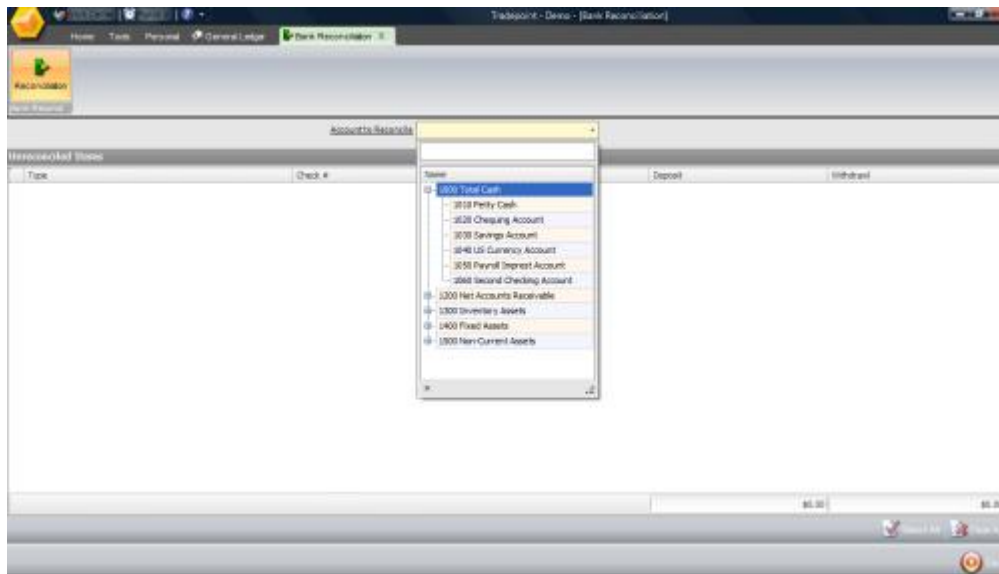 Tradepoint - Demo - [Bank Reconciliation]
Home Tools Personal General Ledger Bank Reconciliation
Reconciliation
Account to Reconcile
Unreconciled Items
Type Check # Name Deposit Withdrawl
1000 Total Cash
1010 Petty Cash
1020 Chequing Account
1030 Savings Account
1040 US Currency Account
1050 Payroll Imprest Account
1060 Second Checking Account
1200 Net Accounts Receivable
1300 Inventory Assets
1400 Fixed Assets
1500 Non-Current Assets
$0.00